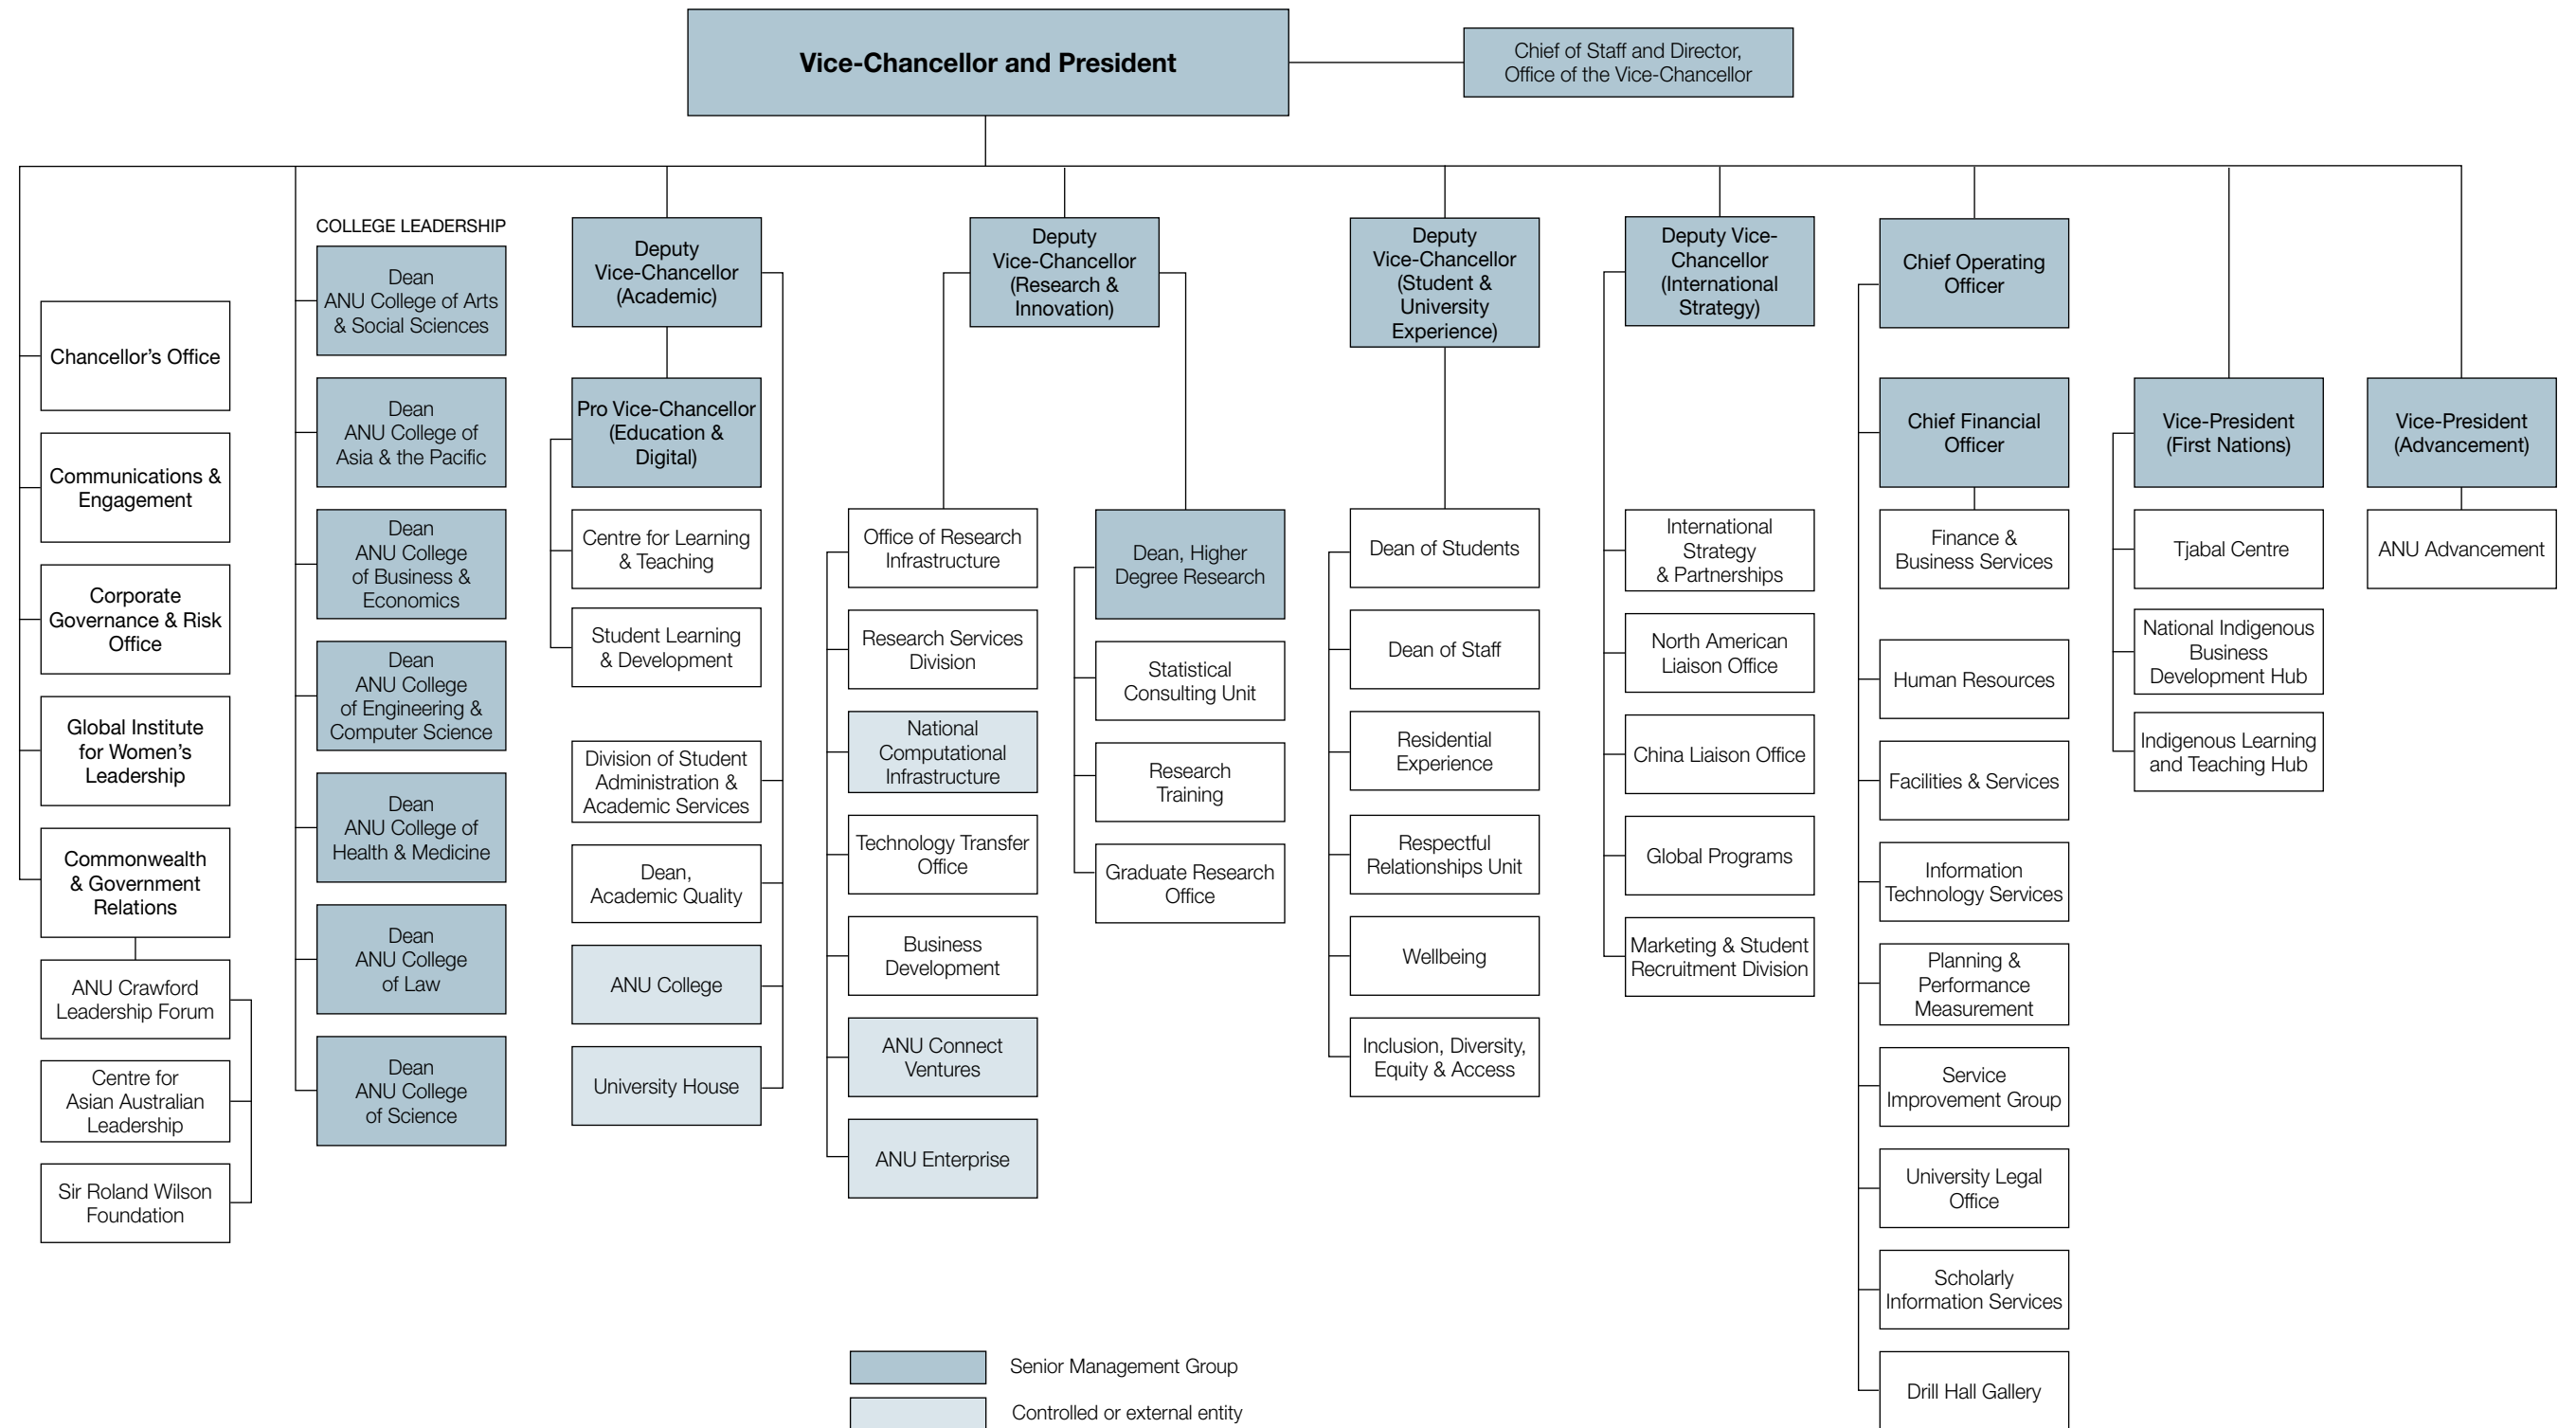 Vice-Chancellor and President
Chief of Staff and Director,
Office of the Vice-Chancellor
Chancellor’s Office
Communications &
Engagement
Corporate
Governance & Risk
Office
Global Institute
for Women’s
Leadership
Commonwealth
& Government
Relations
ANU Crawford
Leadership Forum
Centre for
Asian Australian
Leadership
Sir Roland Wilson
Foundation
COLLEGE LEADERSHIP
Dean
ANU College of Arts
& Social Sciences
Dean
ANU College of
Asia & the Pacific
Dean
ANU College
of Business &
Economics
Dean
ANU College
of Engineering &
Computer Science
Dean
ANU College of
Health & Medicine
Dean
ANU College
of Law
Dean
ANU College
of Science
Deputy
Vice-Chancellor
(Academic)
Pro Vice-Chancellor
(Education &
Digital)
Centre for Learning
& Teaching
Student Learning
& Development
Division of Student
Administration &
Academic Services
Dean,
Academic Quality
ANU College
University House
Deputy
Vice-Chancellor
(Research &
Innovation)
Office of Research
Infrastructure
Research Services
Division
National
Computational
Infrastructure
Technology Transfer
Office
Business
Development
ANU Connect
Ventures
ANU Enterprise
Dean, Higher
Degree Research
Statistical
Consulting Unit
Research
Training
Graduate Research
Office
Deputy
Vice-Chancellor
(Student &
University
Experience)
Dean of Students
Dean of Staff
Residential
Experience
Respectful
Relationships Unit
Wellbeing
Inclusion, Diversity,
Equity & Access
Deputy Vice-
Chancellor
(International
Strategy)
International
Strategy
& Partnerships
North American
Liaison Office
China Liaison Office
Global Programs
Marketing & Student
Recruitment Division
Chief Operating
Officer
Chief Financial
Officer
Finance &
Business Services
Human Resources
Facilities & Services
Information
Technology Services
Planning &
Performance
Measurement
Service
Improvement Group
University Legal
Office
Scholarly
Information Services
Drill Hall Gallery
Vice-President
(First Nations)
Tjabal Centre
National Indigenous
Business
Development Hub
Indigenous Learning
and Teaching Hub
Vice-President
(Advancement)
ANU Advancement
Senior Management Group
Controlled or external entity